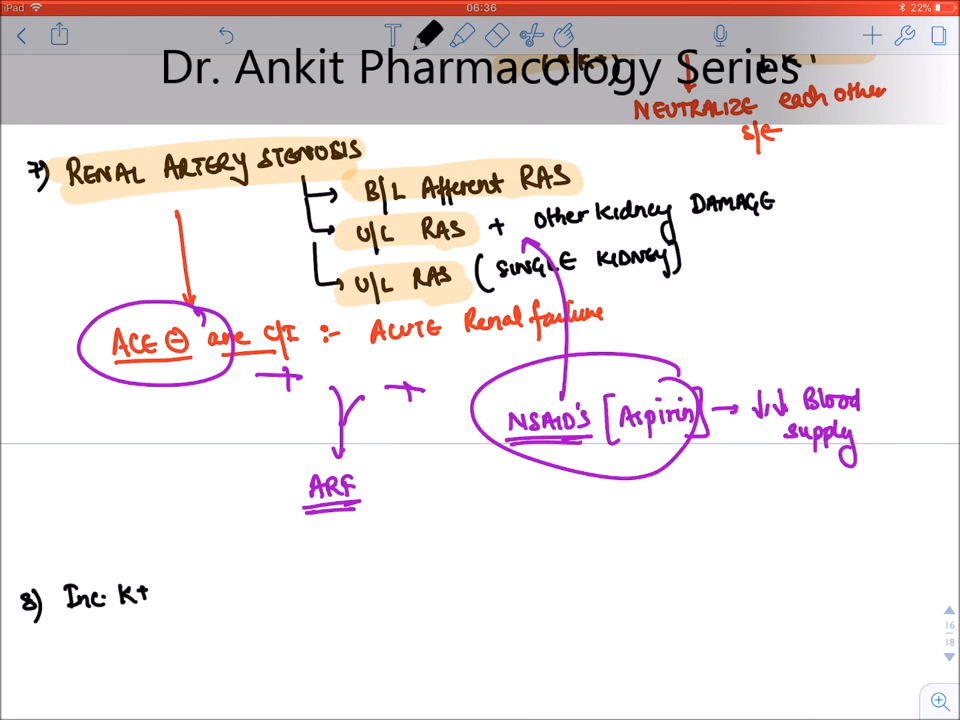 iPad 06:36 22%
T
Dr. Ankit Pharmacology Series
NEUTRALIZE each other
s/e
7) RENAL ARTERY STENOSIS
B/L Afferent RAS
U/L RAS + Other Kidney DAMAGE
U/L RAS (SINGLE KIDNEY)
ACE ⊖ are C/I :- ACUTE Renal failure
+ +
NSAID's [Aspirin] → ↓↓ Blood
supply
ARF
8) Inc. K+
16
18